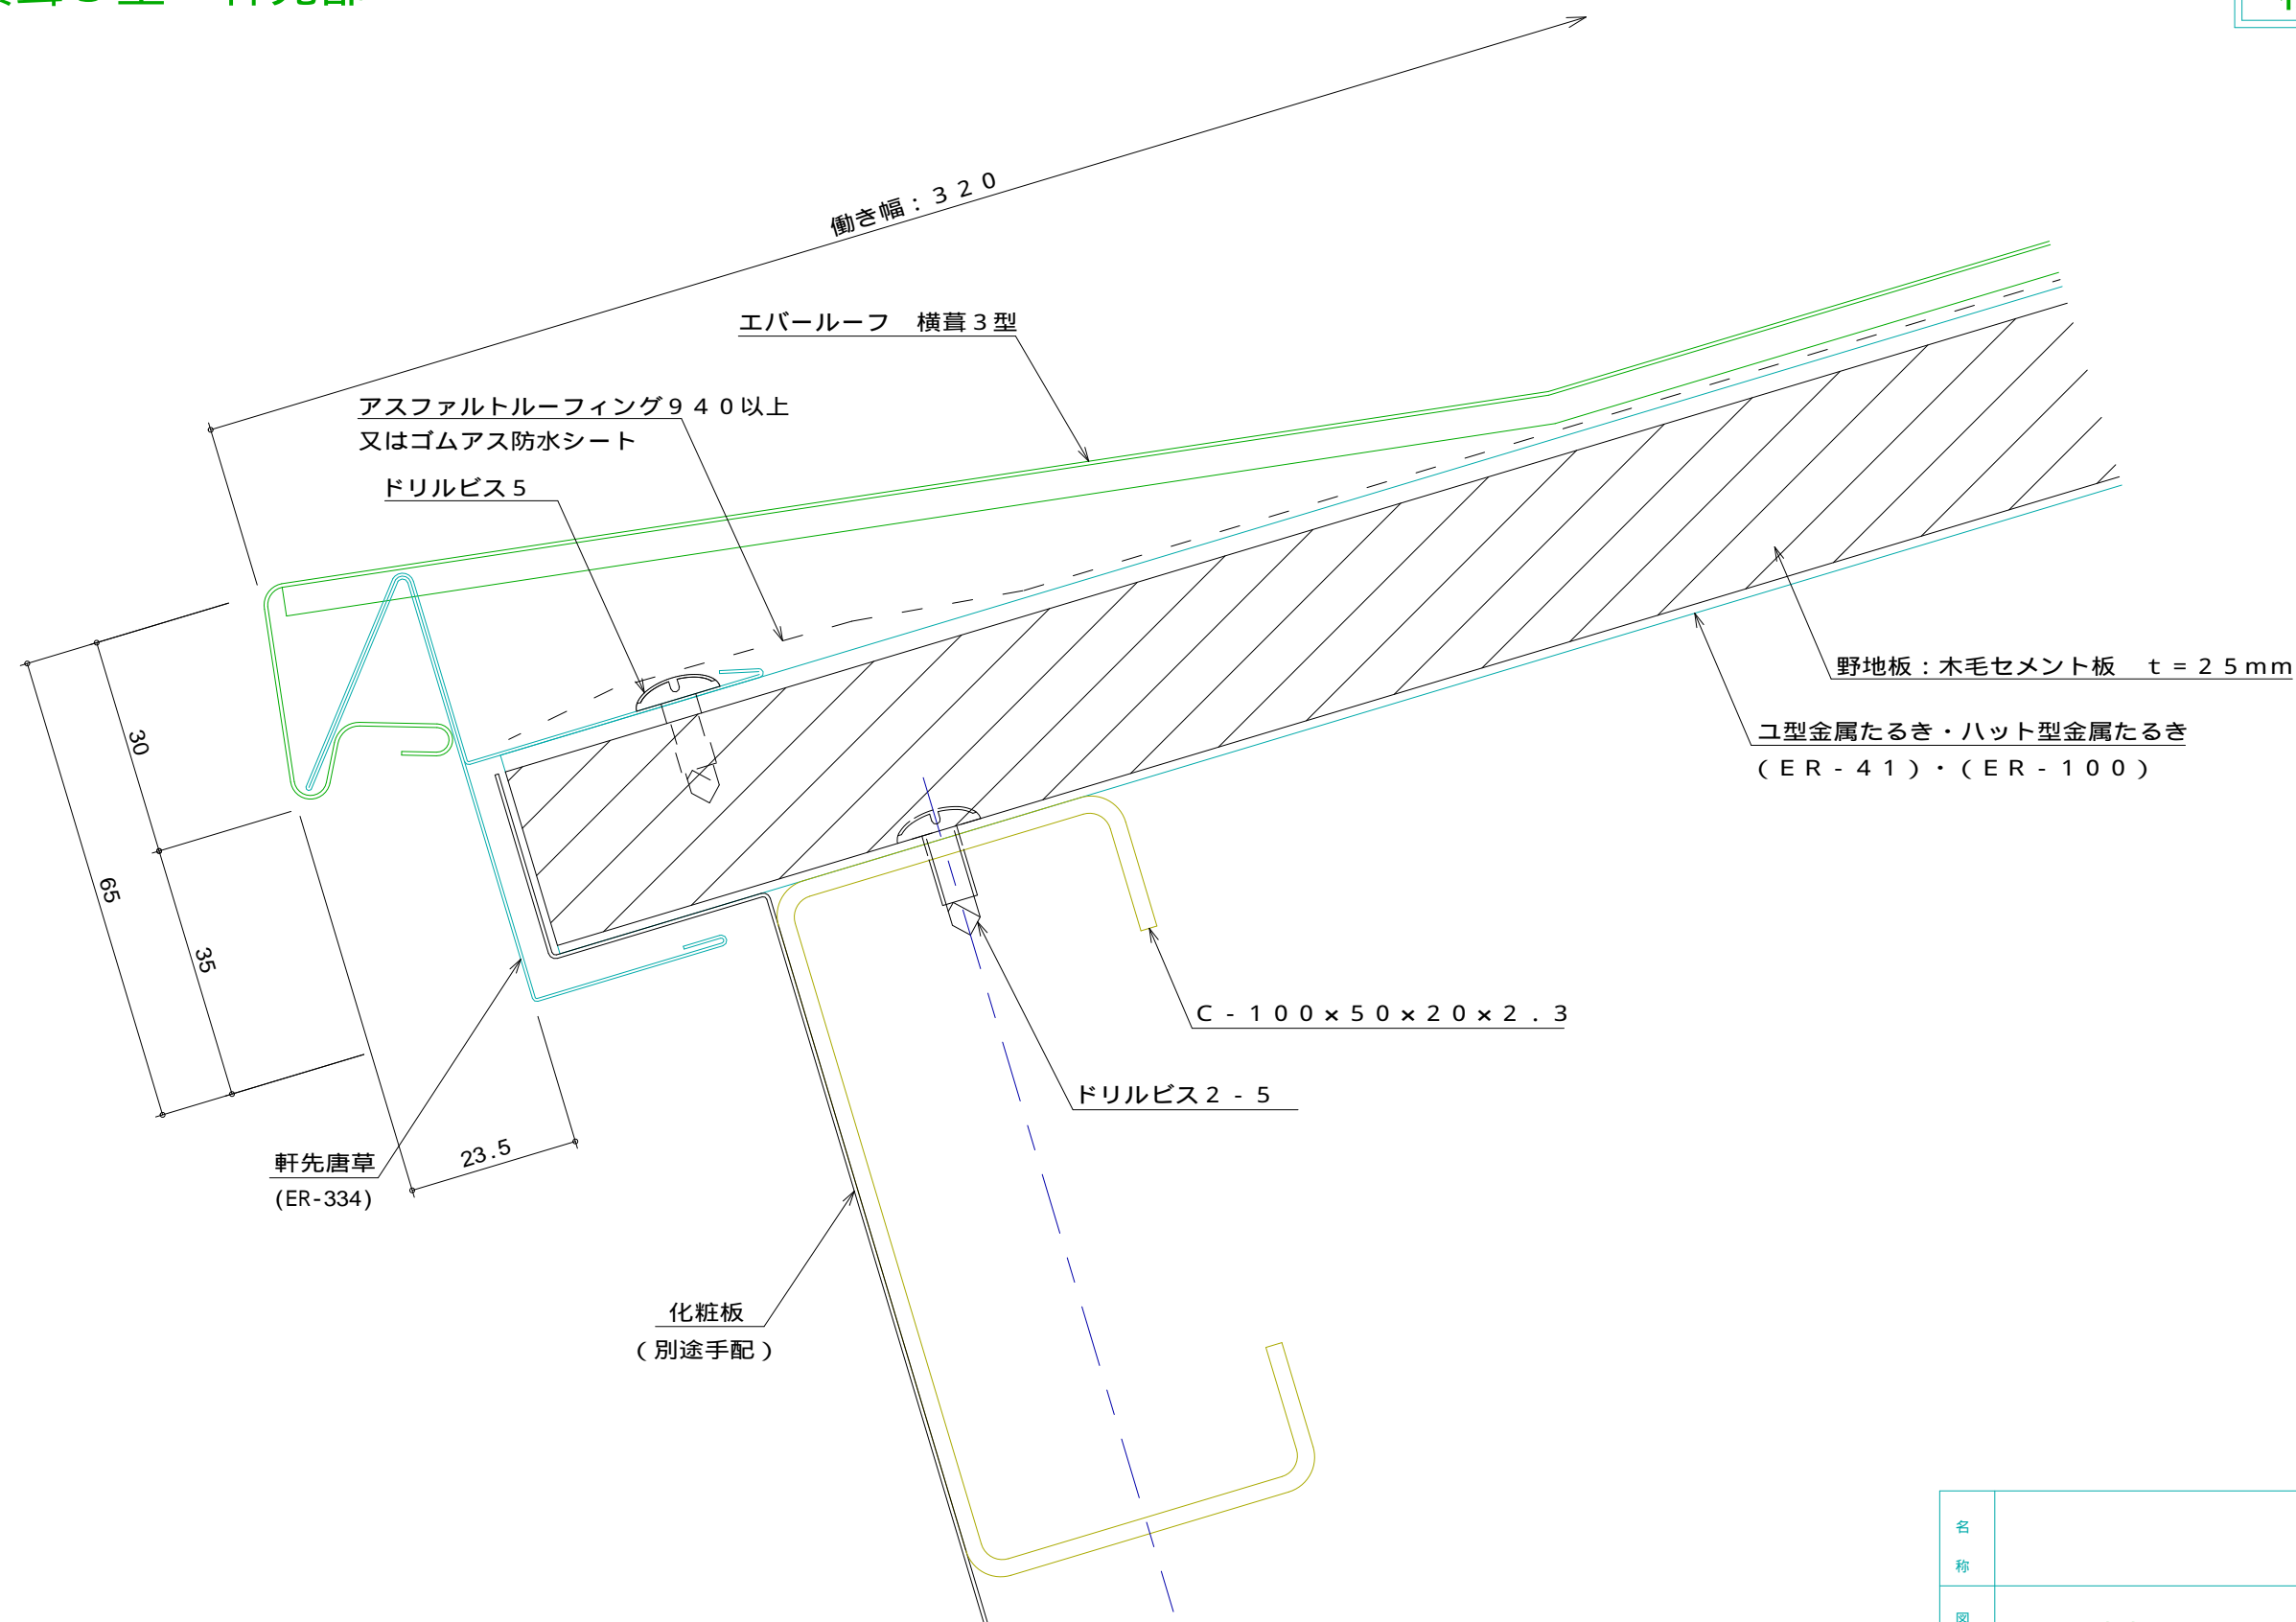 働き幅：３２０
エバールーフ　横葺３型
アスファルトルーフィング９４０以上
又はゴムアス防水シート
ドリルビス５
野地板：木毛セメント板　ｔ＝２５mm
ユ型金属たるき・ハット型金属たるき
（ＥＲ-４１）・（ＥＲ-１００）
30
65
35
23.5
Ｃ-１００×５０×２０×２．３
ドリルビス２-５
軒先唐草
(ER-334)
化粧板
（別途手配）
名
称
図